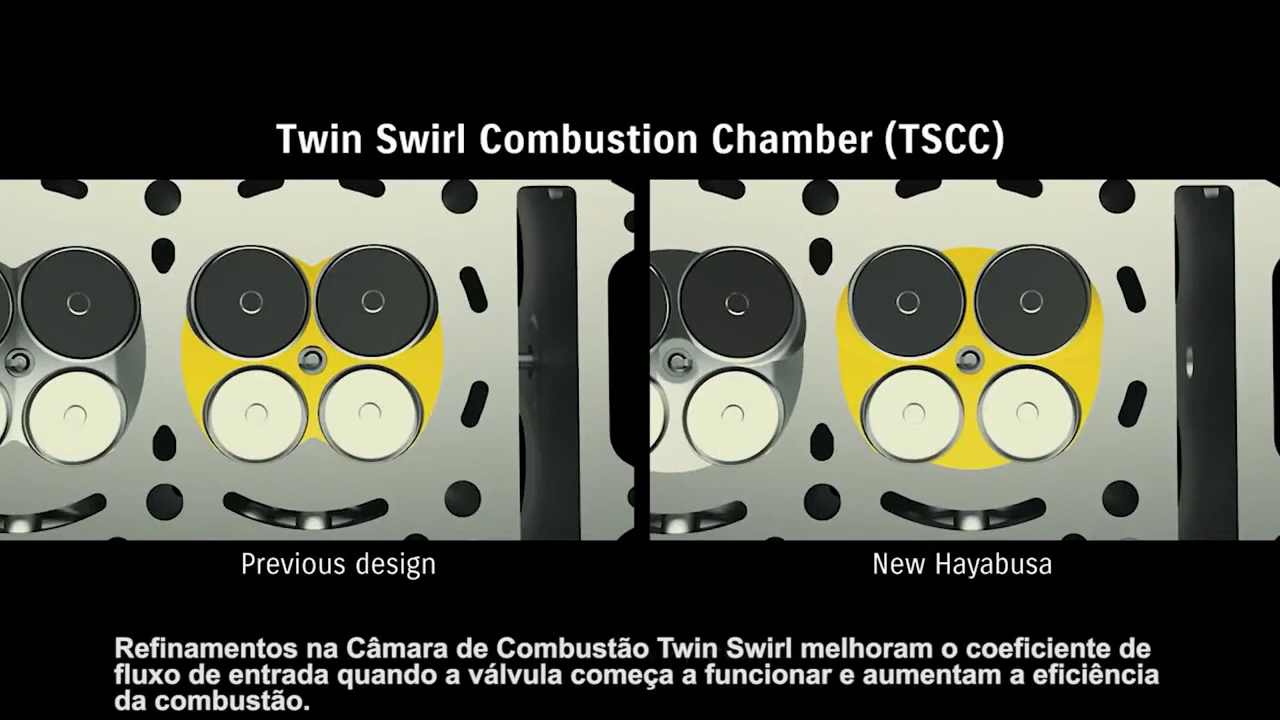 Twin Swirl Combustion Chamber (TSCC)
Previous design
New Hayabusa
Refinamentos na Câmara de Combustão Twin Swirl melhoram o coeficiente de
fluxo de entrada quando a válvula começa a funcionar e aumentam a eficiência
da combustão.